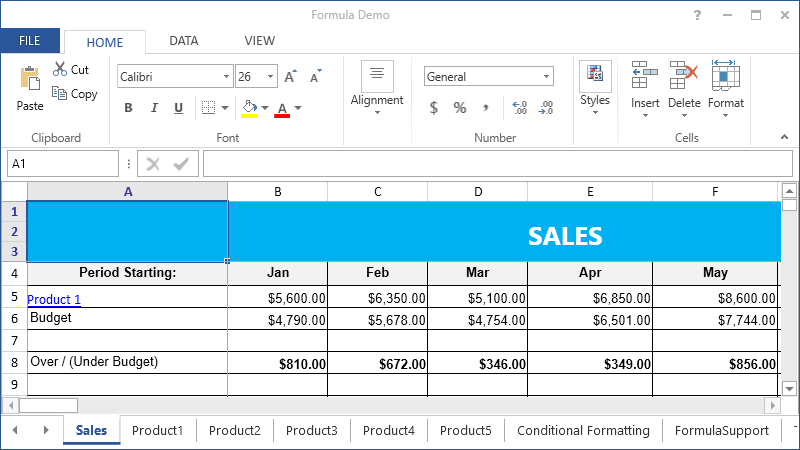 Formula Demo
?
FILE HOME DATA VIEW
Paste Cut Copy
Clipboard
Calibri 26 A A
B I U A
Font
Alignment
General
$ % , ,0 .00 .00 .0
Number
Styles
Insert Delete Format
Cells
A1
A B C D E F
1
2 SALES
3
4 Period Starting: Jan Feb Mar Apr May
5 Product 1 $5,600.00 $6,350.00 $5,100.00 $6,850.00 $8,600.00
6 Budget $4,790.00 $5,678.00 $4,754.00 $6,501.00 $7,744.00
7
8 Over / (Under Budget) $810.00 $672.00 $346.00 $349.00 $856.00
9
Sales Product1 Product2 Product3 Product4 Product5 Conditional Formatting FormulaSupport